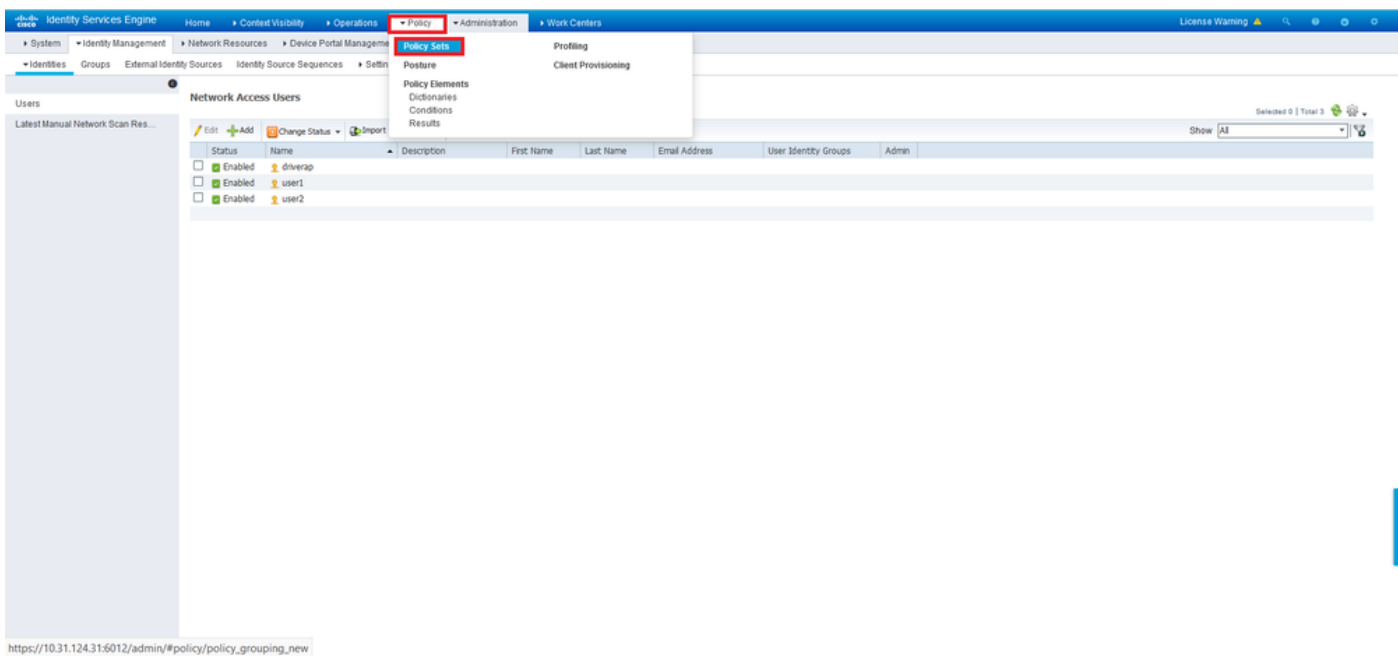 cisco Identity Services Engine Home Context Visibility Operations Policy Administration Work Centers License Warning
System Identity Management Network Resources Device Portal Manageme
Policy Sets Profiling
Posture Client Provisioning
Policy Elements
Dictionaries
Conditions
Results
Identities Groups External Identity Sources Identity Source Sequences Settin
Users
Latest Manual Network Scan Res...
Network Access Users
Selected 0 | Total 3
Edit Add Change Status Import Show All
Status Name Description First Name Last Name Email Address User Identity Groups Admin
Enabled driverap
Enabled user1
Enabled user2
https://10.31.124.31:6012/admin/#policy/policy_grouping_new